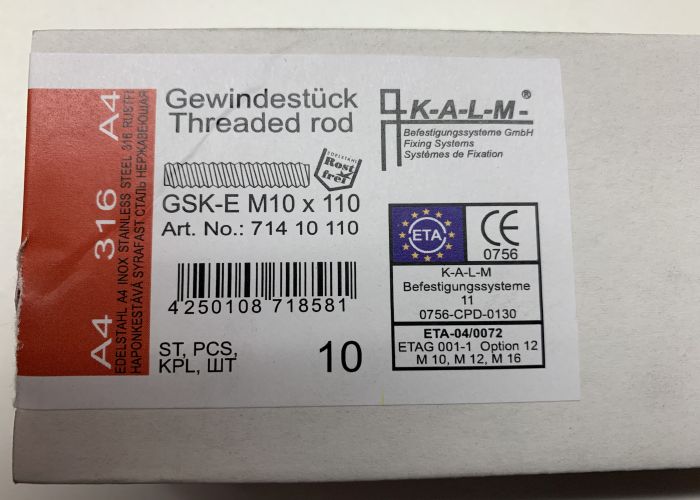 A4 316 A4
EDELSTAHL A4 INOX STAINLESS STEEL 316 RUSTFRI
HAPONKESTÄVÄ SYRAFAST СТАЛЬ НЕРЖАВЕЮЩАЯ
Gewindestück
Threaded rod
EDELSTAHL
Rost
frei
GSK-E M10 x 110
Art. No.: 714 10 110
4 250108 718581
ST, PCS,
KPL, ШТ
10
K-A-L-M-®
Befestigungssysteme GmbH
Fixing Systems
Systèmes de Fixation
ETA
CE
0756
K-A-L-M
Befestigungssysteme
11
0756-CPD-0130
ETA-04/0072
ETAG 001-1 Option 12
M 10, M 12, M 16